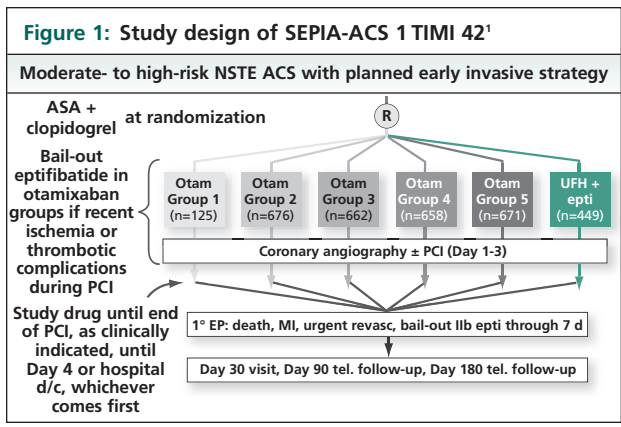 Figure 1: Study design of SEPIA-ACS 1 TIMI 42¹
Moderate- to high-risk NSTE ACS with planned early invasive strategy
ASA +
clopidogrel
at randomization
R
Bail-out
eptifibatide in
otamixaban
groups if recent
ischemia or
thrombotic
complications
during PCI
Otam
Group 1
(n=125)
Otam
Group 2
(n=676)
Otam
Group 3
(n=662)
Otam
Group 4
(n=658)
Otam
Group 5
(n=671)
UFH +
epti
(n=449)
Coronary angiography ± PCI (Day 1-3)
Study drug until end
of PCI, as clinically
indicated, until
Day 4 or hospital
d/c, whichever
comes first
1° EP: death, MI, urgent revasc, bail-out IIb epti through 7 d
Day 30 visit, Day 90 tel. follow-up, Day 180 tel. follow-up